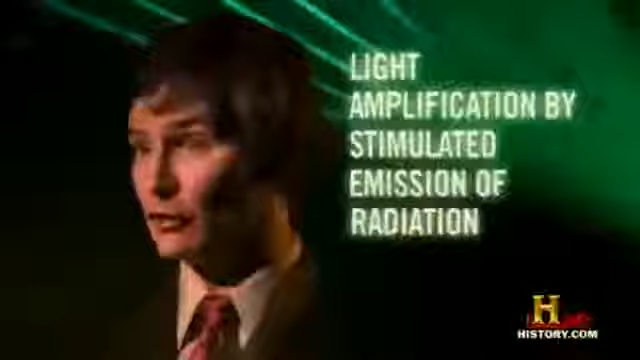 LIGHT
AMPLIFICATION BY
STIMULATED
EMISSION OF
RADIATION
H
HISTORY.COM